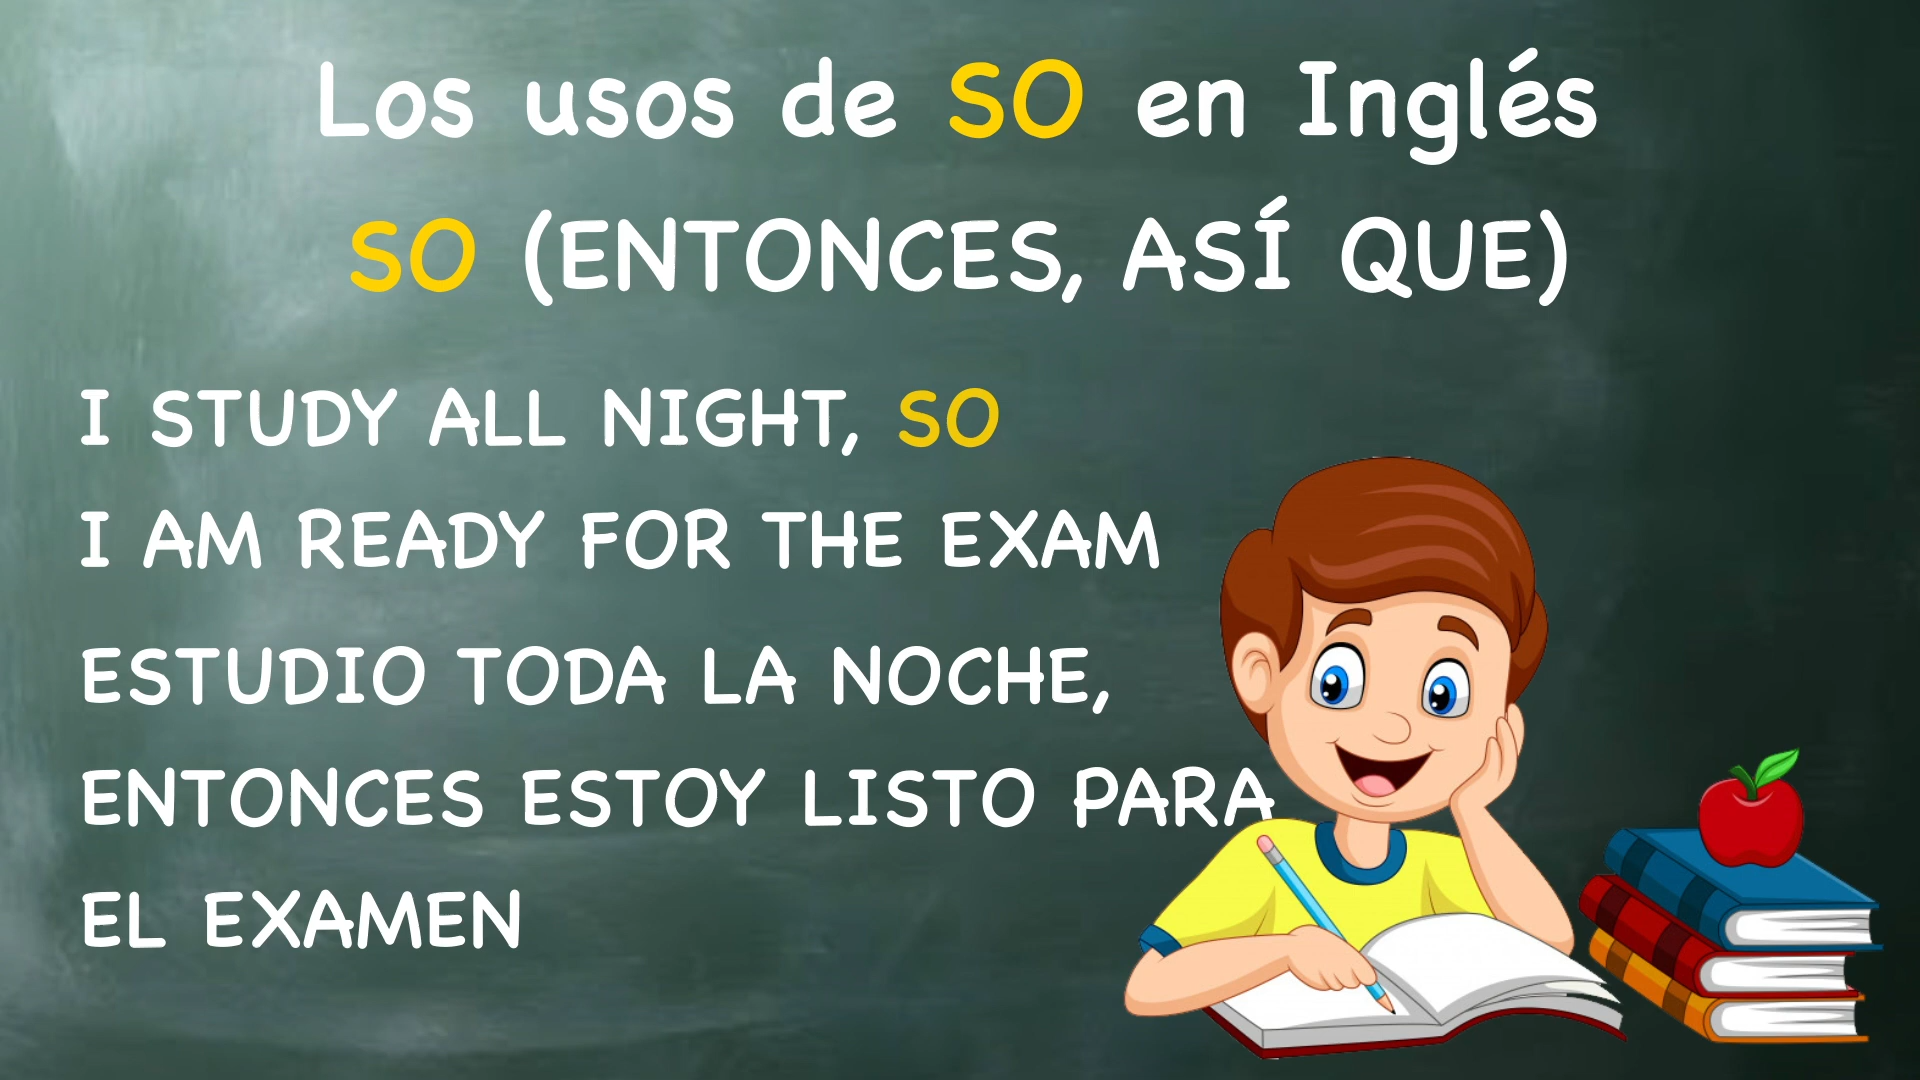 Los usos de SO en Inglés
SO (ENTONCES, ASÍ QUE)
I STUDY ALL NIGHT, SO
I AM READY FOR THE EXAM
ESTUDIO TODA LA NOCHE,
ENTONCES ESTOY LISTO PARA
EL EXAMEN